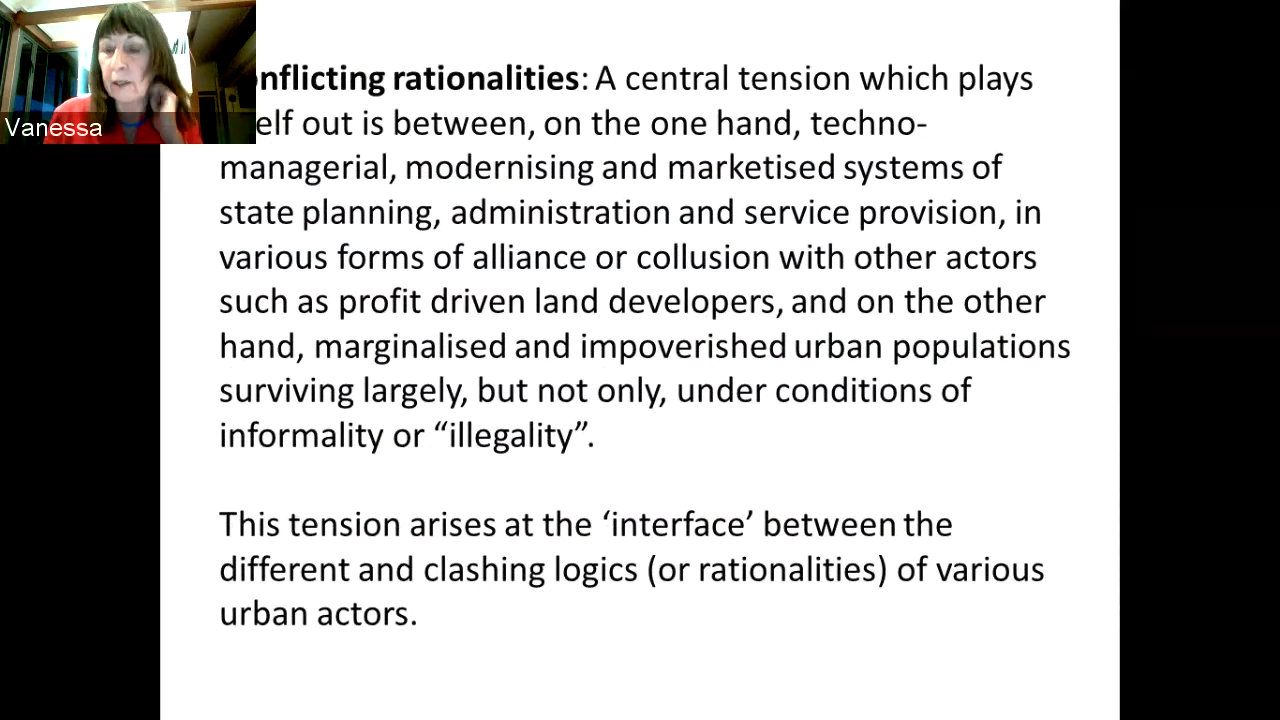 Vanessa
onflicting rationalities: A central tension which plays
elf out is between, on the one hand, techno-
managerial, modernising and marketised systems of
state planning, administration and service provision, in
various forms of alliance or collusion with other actors
such as profit driven land developers, and on the other
hand, marginalised and impoverished urban populations
surviving largely, but not only, under conditions of
informality or “illegality”.
This tension arises at the ‘interface’ between the
different and clashing logics (or rationalities) of various
urban actors.